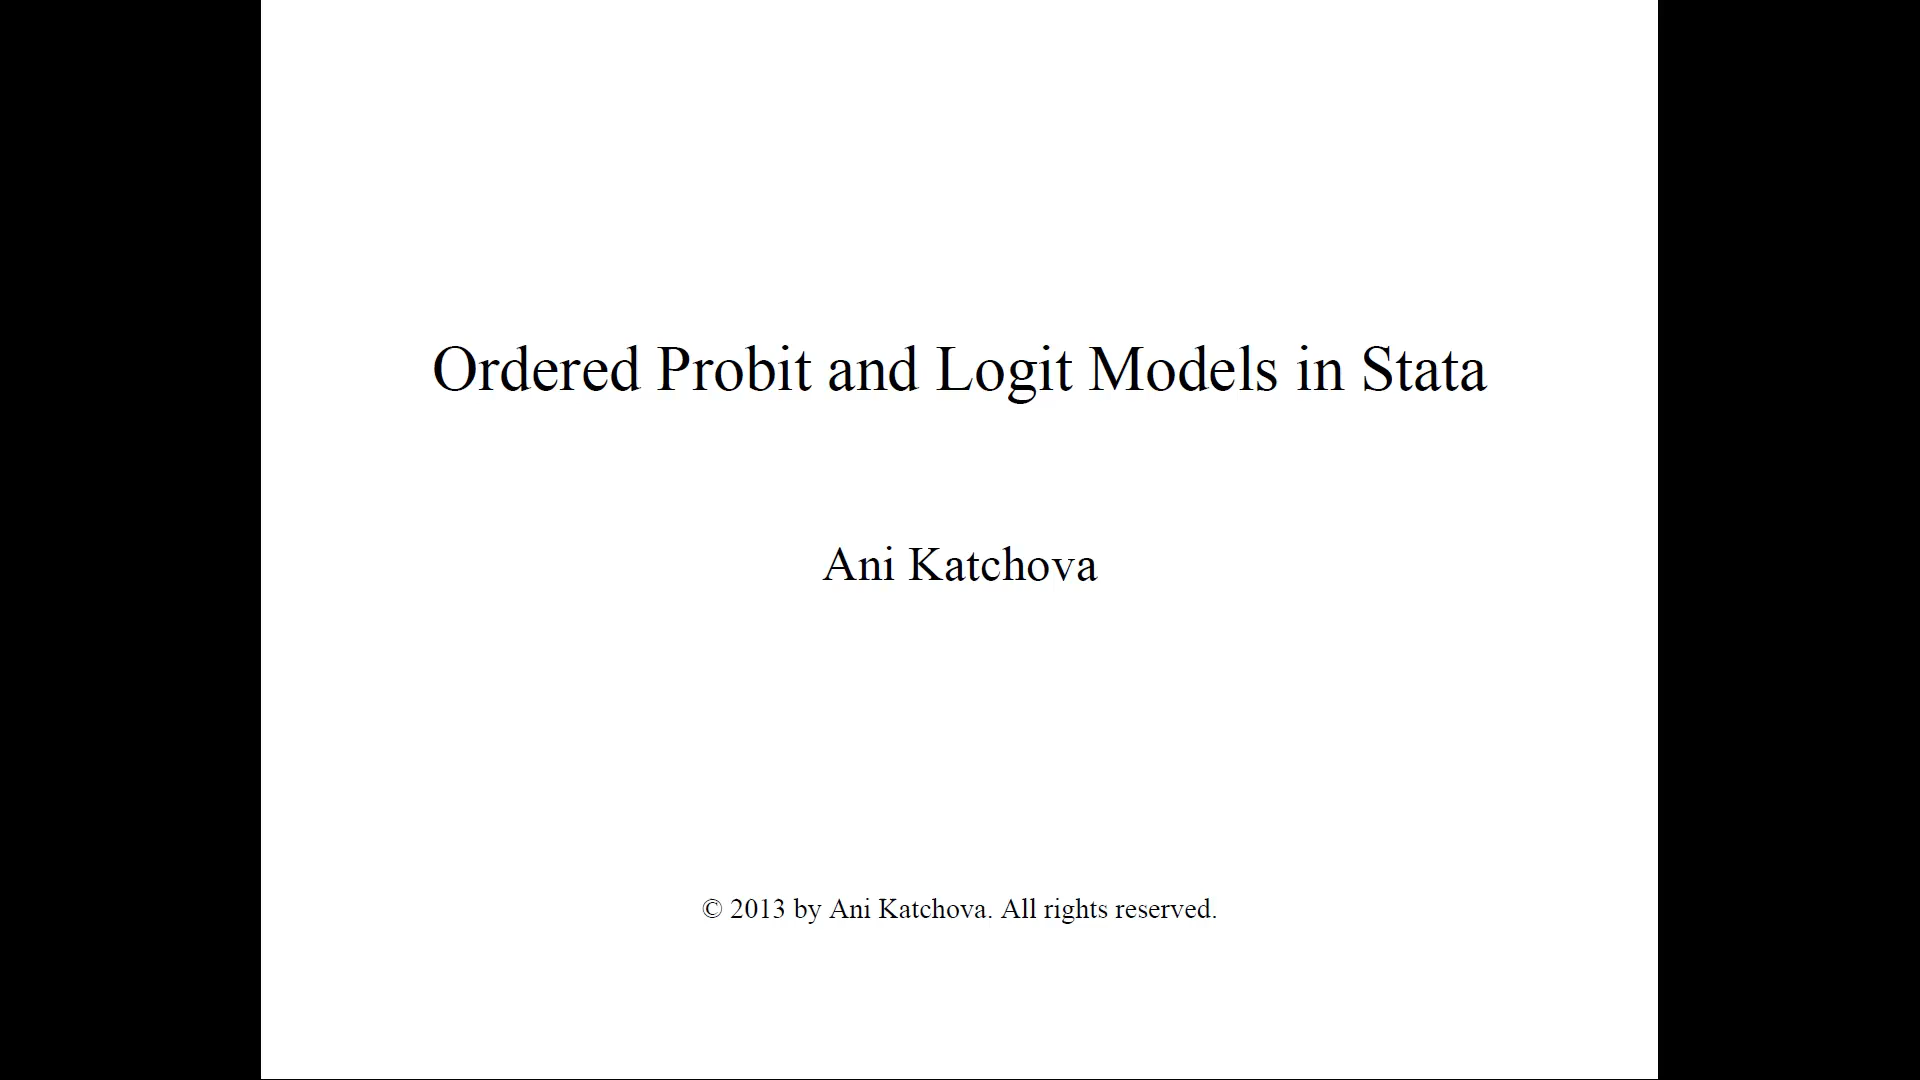 Ordered Probit and Logit Models in Stata
Ani Katchova
© 2013 by Ani Katchova. All rights reserved.